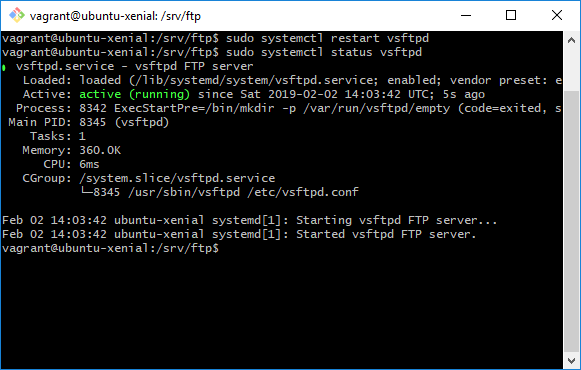 vagrant@ubuntu-xenial: /srv/ftp
vagrant@ubuntu-xenial:/srv/ftp$ sudo systemctl restart vsftpd
vagrant@ubuntu-xenial:/srv/ftp$ sudo systemctl status vsftpd
● vsftpd.service - vsftpd FTP server
   Loaded: loaded (/lib/systemd/system/vsftpd.service; enabled; vendor preset: e
   Active: active (running) since Sat 2019-02-02 14:03:42 UTC; 5s ago
  Process: 8342 ExecStartPre=/bin/mkdir -p /var/run/vsftpd/empty (code=exited, s
 Main PID: 8345 (vsftpd)
    Tasks: 1
   Memory: 360.0K
      CPU: 6ms
   CGroup: /system.slice/vsftpd.service
           └─8345 /usr/sbin/vsftpd /etc/vsftpd.conf
Feb 02 14:03:42 ubuntu-xenial systemd[1]: Starting vsftpd FTP server...
Feb 02 14:03:42 ubuntu-xenial systemd[1]: Started vsftpd FTP server.
vagrant@ubuntu-xenial:/srv/ftp$